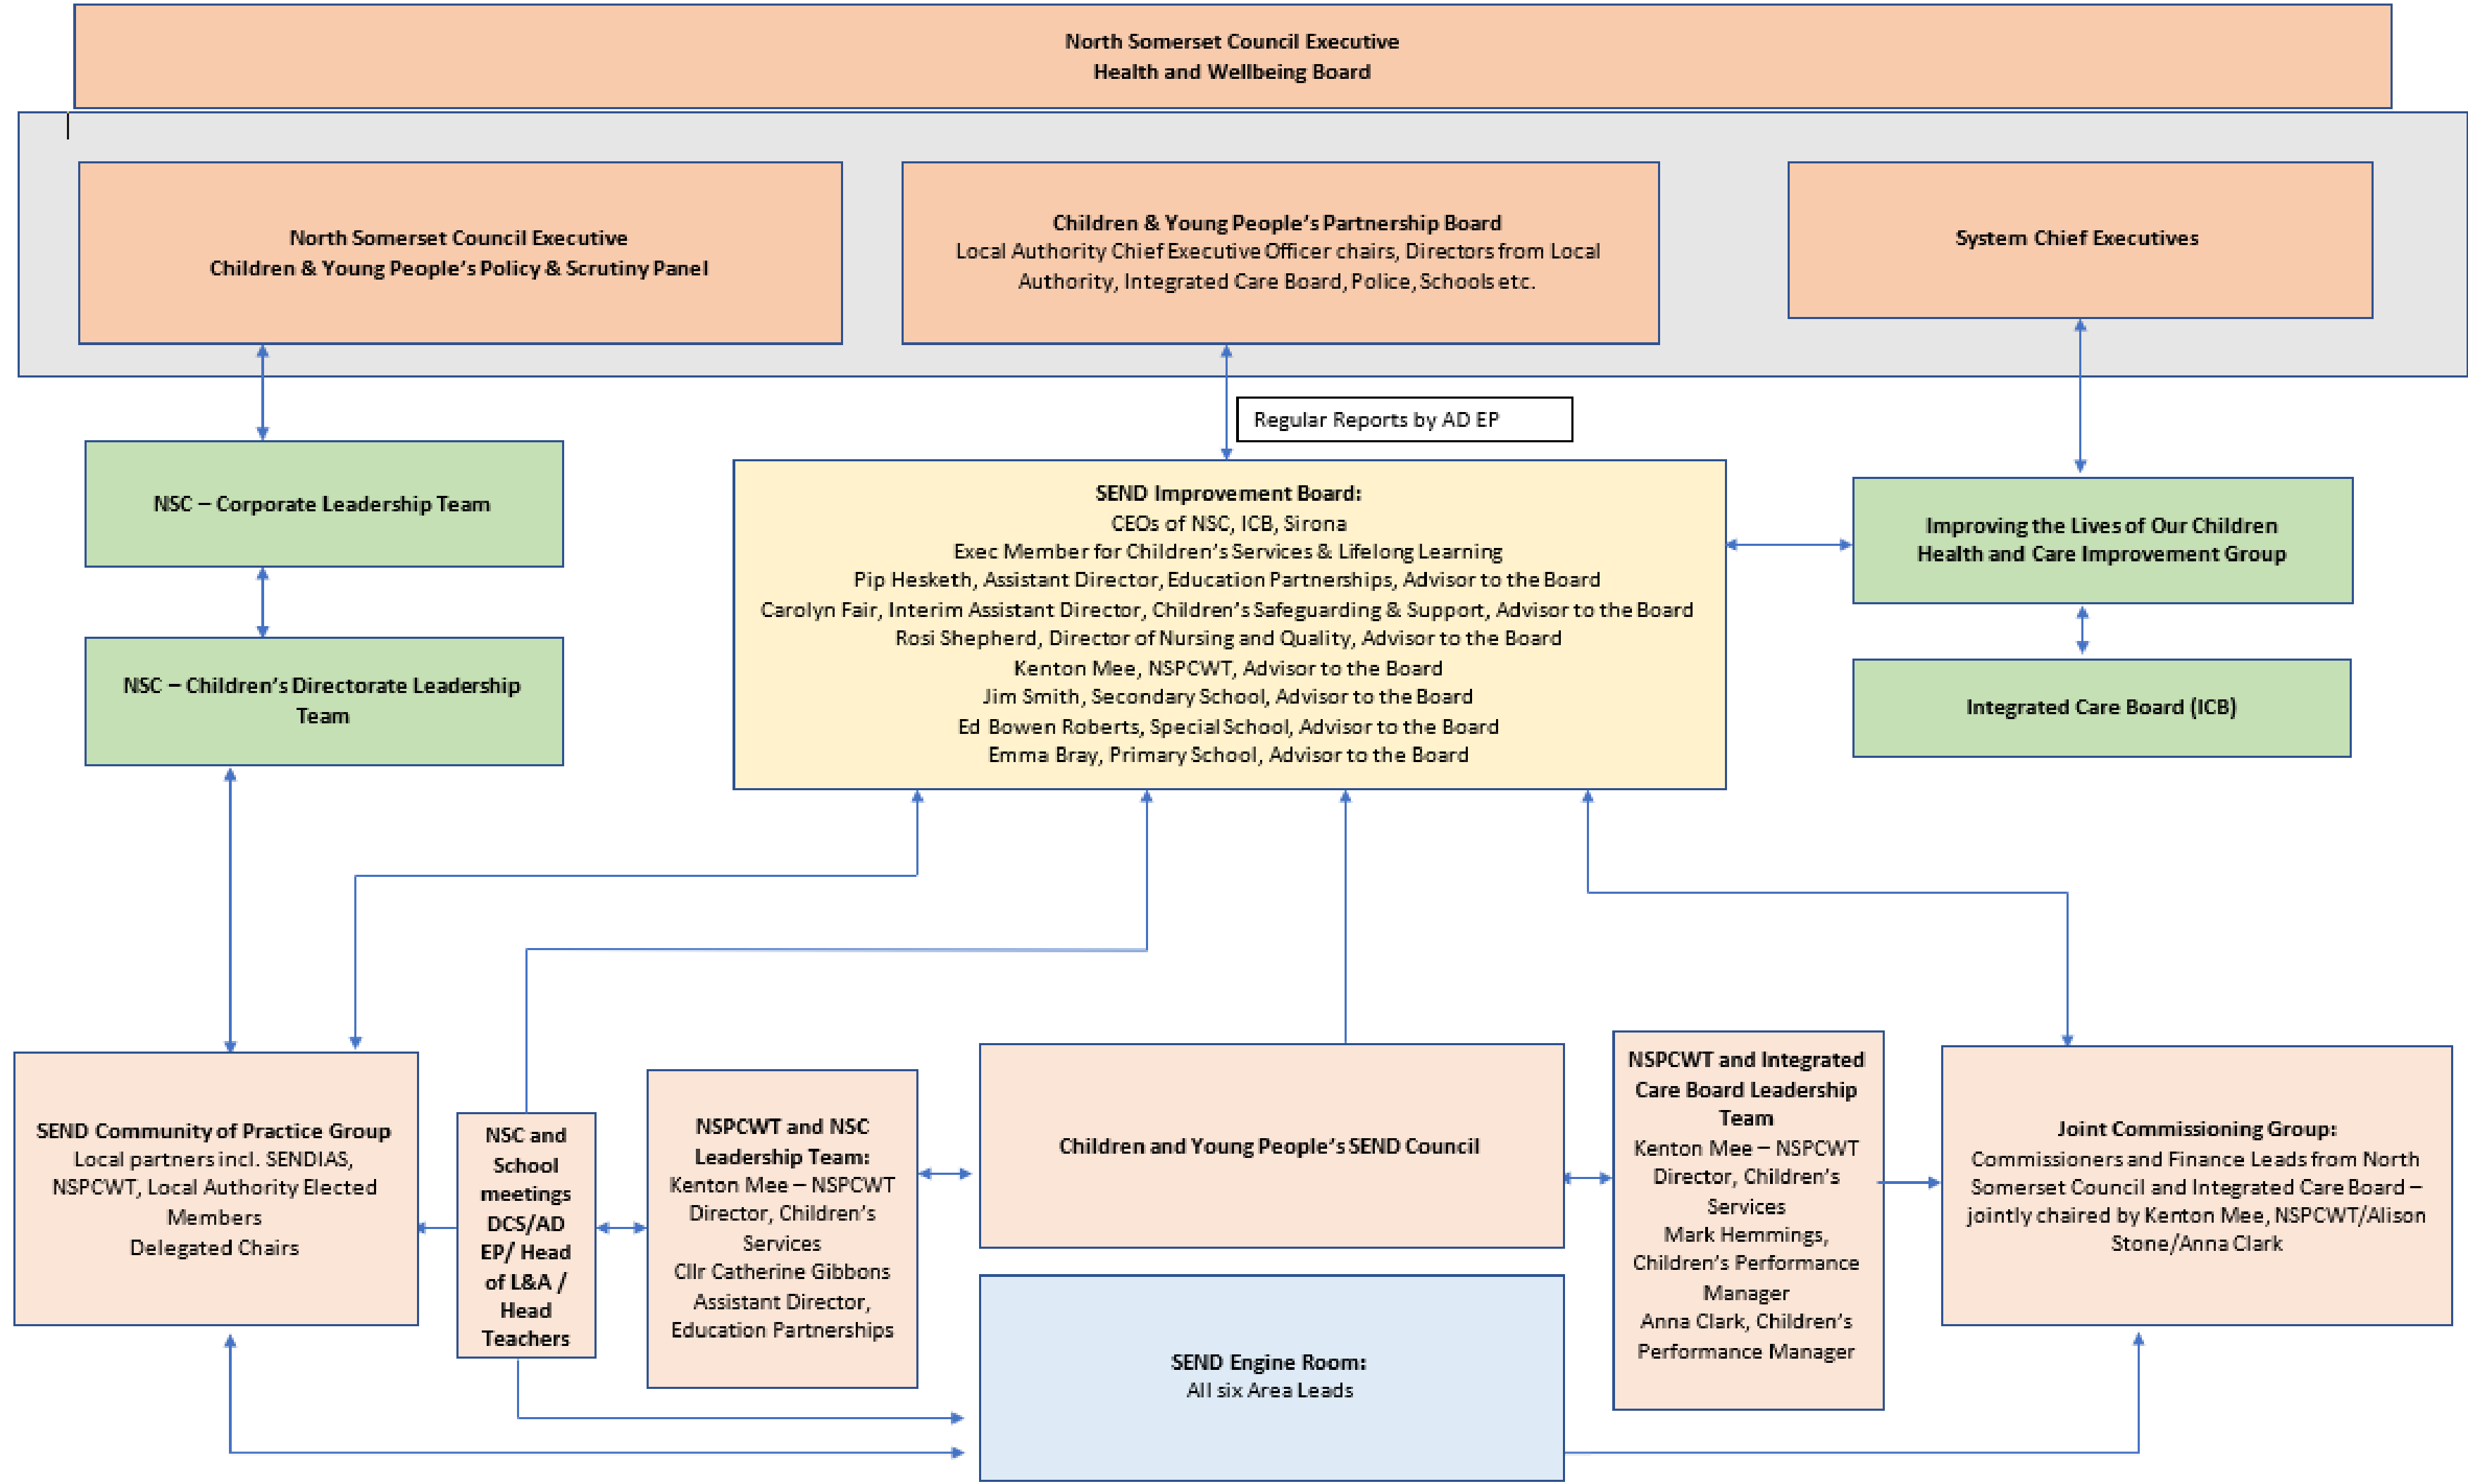 North Somerset Council Executive
Health and Wellbeing Board
North Somerset Council Executive
Children & Young People's Policy & Scrutiny Panel
Children & Young People's Partnership Board
Local Authority Chief Executive Officer chairs, Directors from Local
Authority, Integrated Care Board, Police, Schools etc.
System Chief Executives
Regular Reports by AD EP
NSC – Corporate Leadership Team
SEND Improvement Board:
CEOs of NSC, ICB, Sirona
Exec Member for Children's Services & Lifelong Learning
Pip Hesketh, Assistant Director, Education Partnerships, Advisor to the Board
Carolyn Fair, Interim Assistant Director, Children's Safeguarding & Support, Advisor to the Board
Rosi Shepherd, Director of Nursing and Quality, Advisor to the Board
Kenton Mee, NSPCWT, Advisor to the Board
Jim Smith, Secondary School, Advisor to the Board
Ed Bowen Roberts, Special School, Advisor to the Board
Emma Bray, Primary School, Advisor to the Board
Improving the Lives of Our Children
Health and Care Improvement Group
NSC – Children's Directorate Leadership
Team
Integrated Care Board (ICB)
SEND Community of Practice Group
Local partners incl. SENDIAS,
NSPCWT, Local Authority Elected
Members
Delegated Chairs
NSC and
School
meetings
DCS/AD
EP/ Head
of L&A /
Head
Teachers
NSPCWT and NSC
Leadership Team:
Kenton Mee – NSPCWT
Director, Children's
Services
Cllr Catherine Gibbons
Assistant Director,
Education Partnerships
Children and Young People's SEND Council
NSPCWT and Integrated
Care Board Leadership
Team
Kenton Mee – NSPCWT
Director, Children's
Services
Mark Hemmings,
Children's Performance
Manager
Anna Clark, Children's
Performance Manager
Joint Commissioning Group:
Commissioners and Finance Leads from North
Somerset Council and Integrated Care Board –
jointly chaired by Kenton Mee, NSPCWT/Alison
Stone/Anna Clark
SEND Engine Room:
All six Area Leads